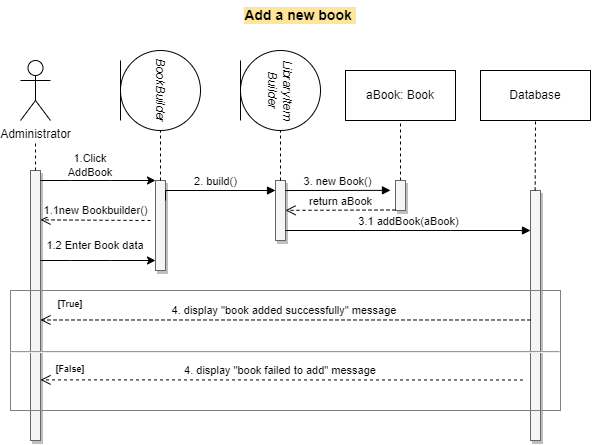 Add a new book
BookBuilder
LibraryItem
Builder
aBook: Book
Database
Administrator
1.Click
AddBook
2. build()
3. new Book()
return aBook
1.1new Bookbuilder()
3.1 addBook(aBook)
1.2 Enter Book data
[True]
4. display "book added successfully" message
[False]
4. display "book failed to add" message